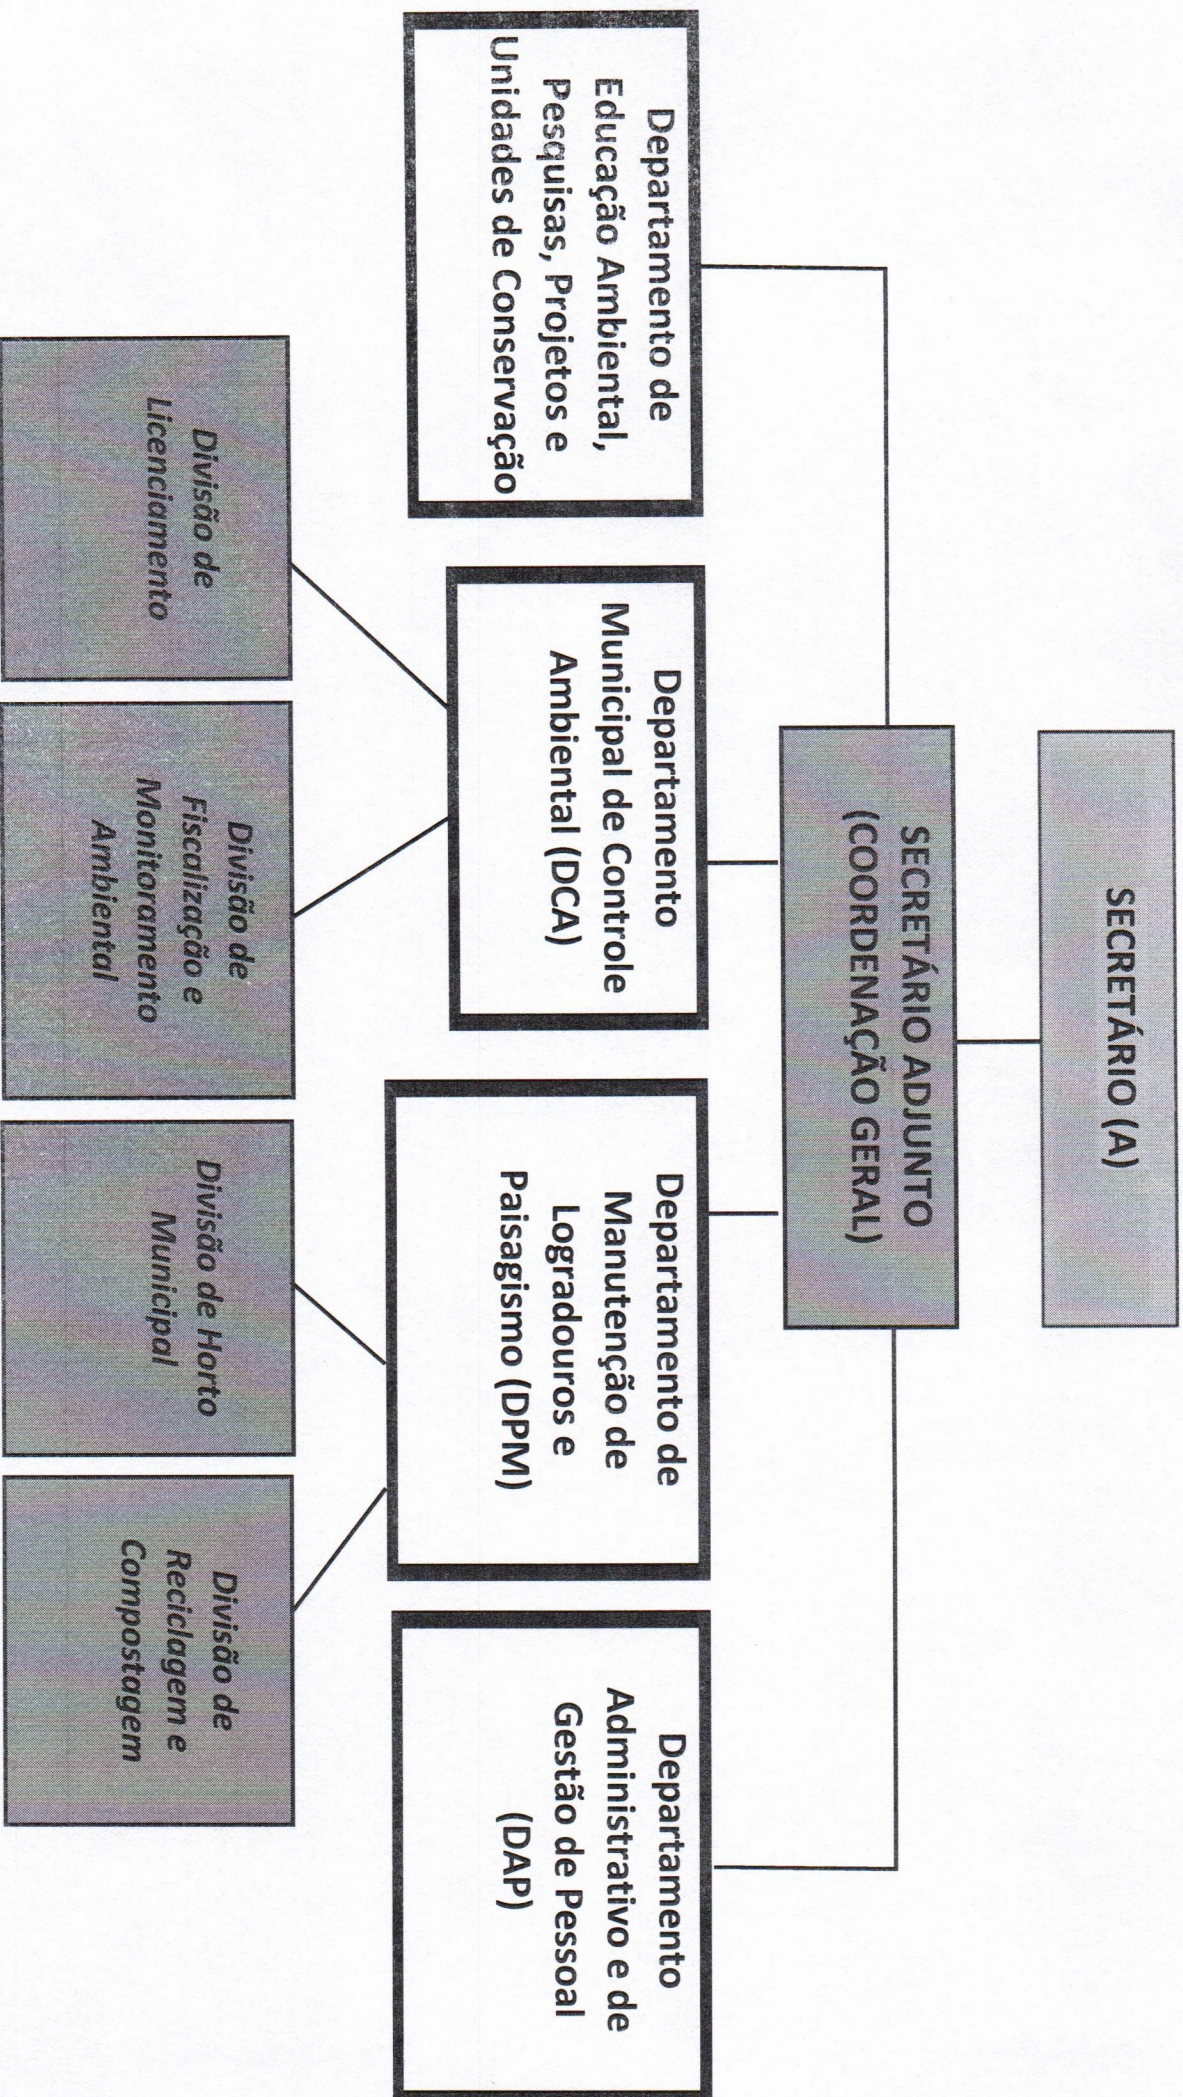 SECRETÁRIO (A)
SECRETÁRIO ADJUNTO
(COORDENAÇÃO GERAL)
Departamento de
Educação Ambiental,
Pesquisas, Projetos e
Unidades de Conservação
Departamento
Municipal de Controle
Ambiental (DCA)
Departamento de
Manutenção de
Logradouros e
Paisagismo (DPM)
Departamento
Administrativo e de
Gestão de Pessoal
(DAP)
Divisão de
Licenciamento
Divisão de
Fiscalização e
Monitoramento
Ambiental
Divisão de Horto
Municipal
Divisão de
Reciclagem e
Compostagem